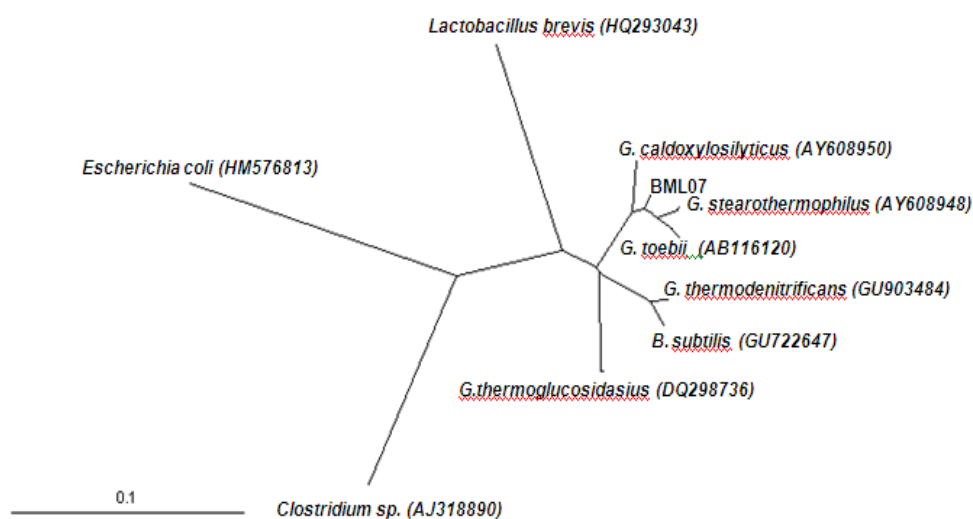 Lactobacillus brevis (HQ293043)
G. caldoxylosilyticus (AY608950)
Escherichia coli (HM576813)
BML07
G. stearothermophilus (AY608948)
G. toebii (AB116120)
G. thermodenitrificans (GU903484)
B. subtilis (GU722647)
G.thermoglucosidasius (DQ298736)
0.1
Clostridium sp. (AJ318890)